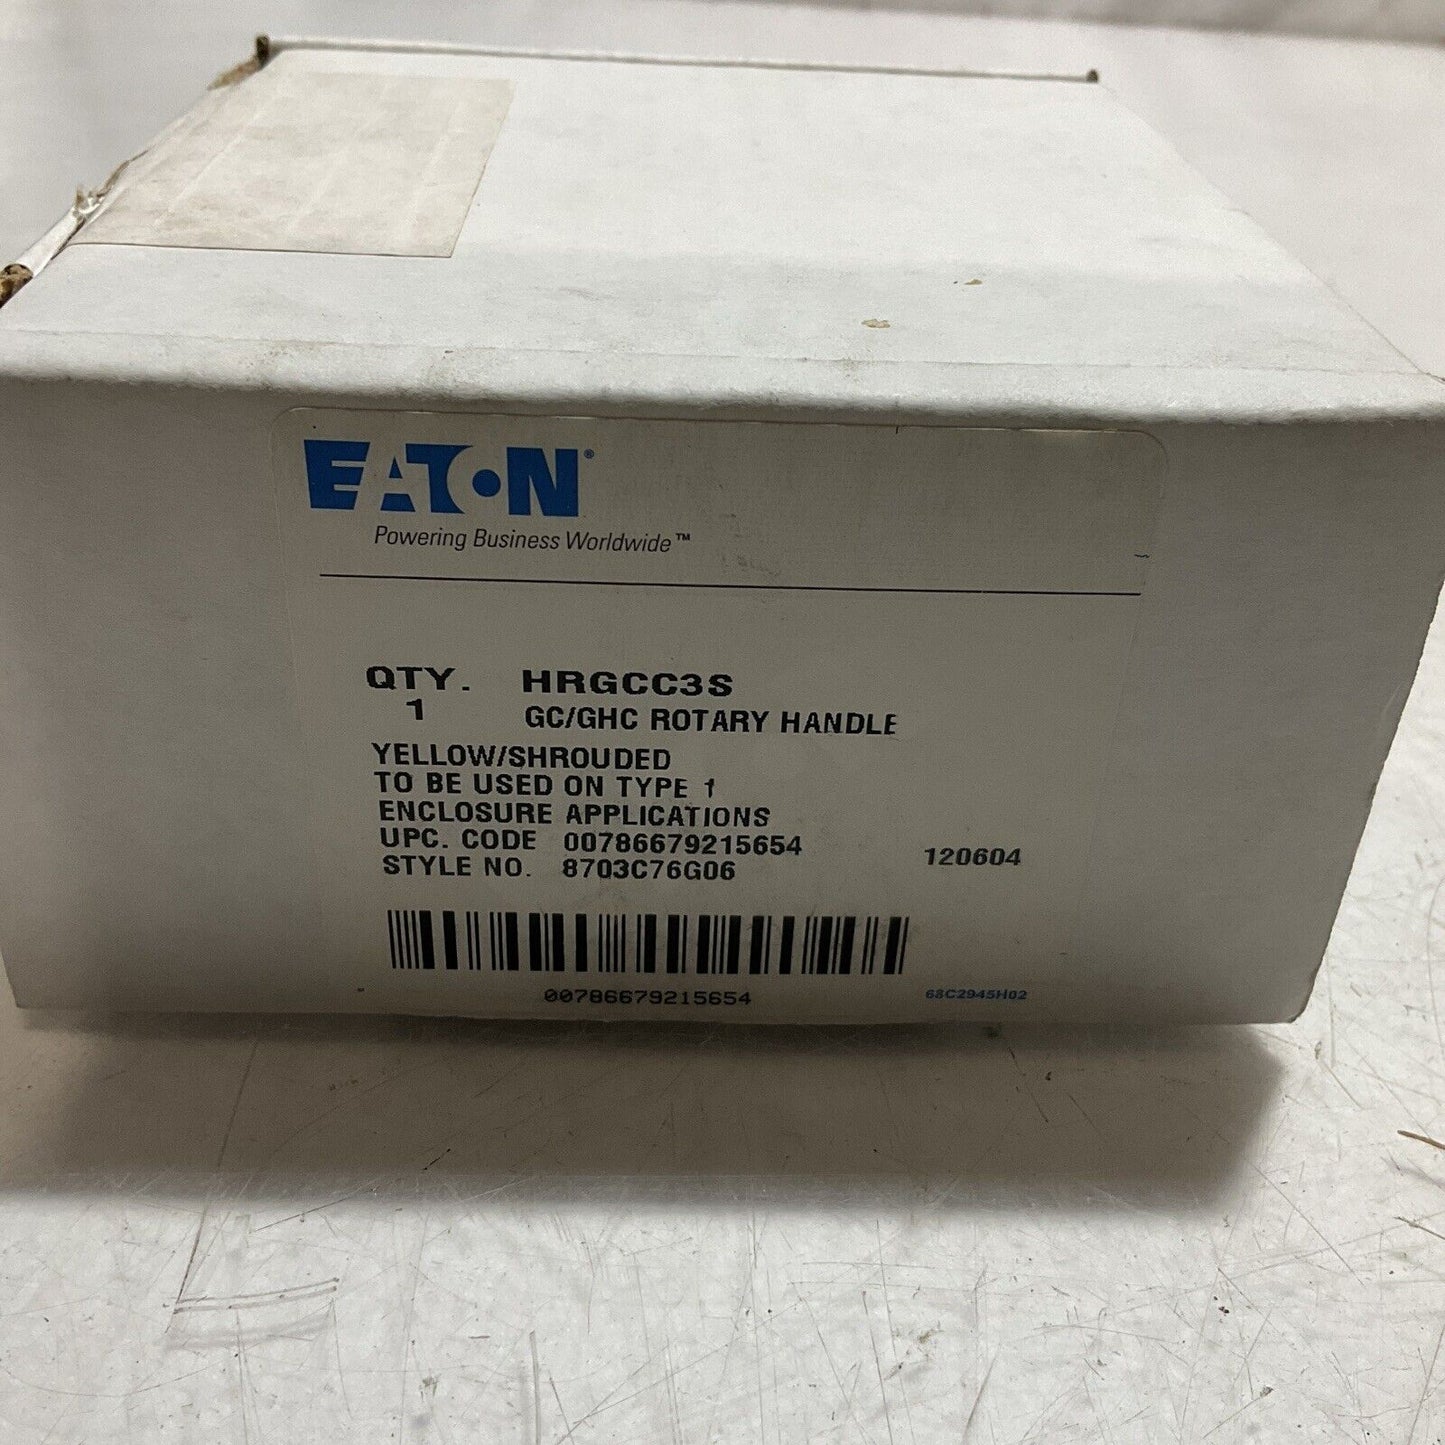 EATON®
Powering Business Worldwide™
QTY. HRGCC3S
1 GC/GHC ROTARY HANDLE
YELLOW/SHROUDED
TO BE USED ON TYPE 1
ENCLOSURE APPLICATIONS
UPC. CODE 00786679215654
STYLE NO. 8703C76G06 120604
00786679215654 68C2945H02